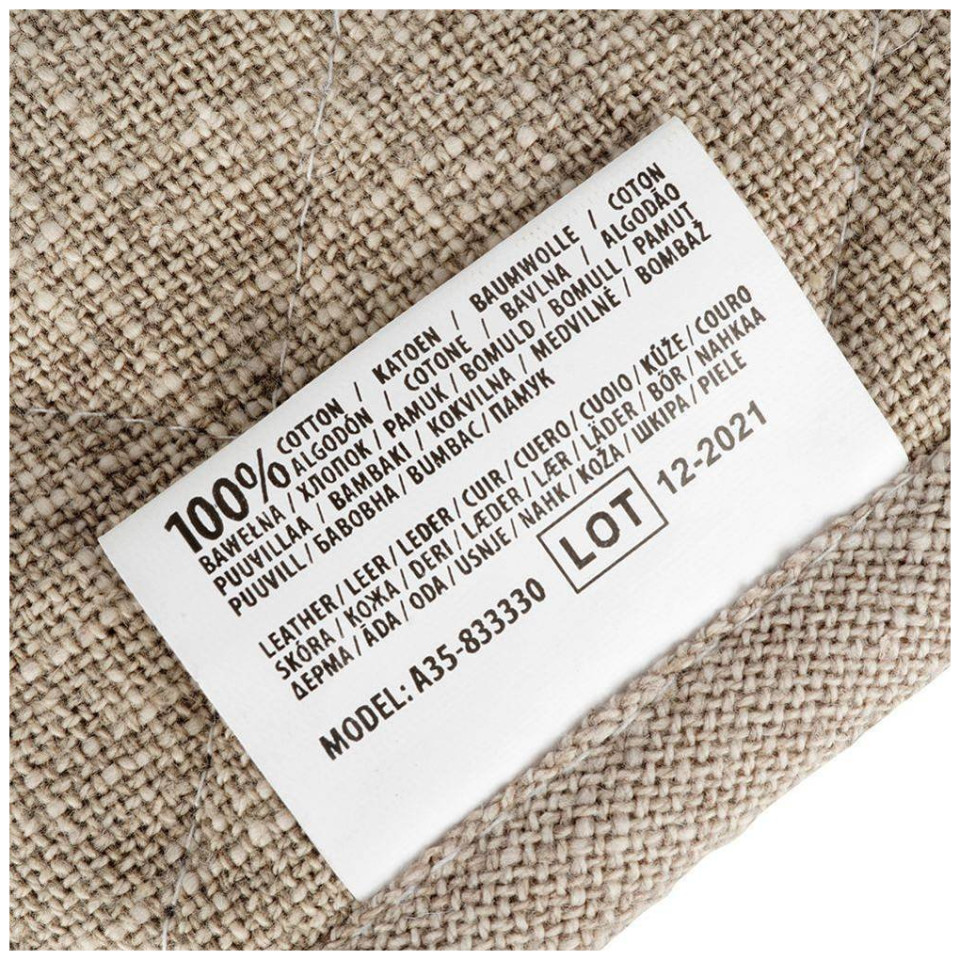 100% COTTON / KATOEN / BAUMWOLLE / COTON
ALGODÓN / COTONE / BAVLNA / ALGODÃO
BAWEŁNA / ХЛОПОК / PAMUK / BOMULD / BOMULL / PAMUT
PUUVILLAA / BAMBAKI / KOKVILNA / MEDVILNĖ / BOMBAŽ
PUUVILL / БАВОВНА / BUMBAC / ПАМУК
LEATHER / LEER / LEDER / CUIR / CUERO / CUOIO / KŮŽE / COURO
SKÓRA / КОЖА / DERI / LÆDER / LÆR / LÄDER / BŐR / NAHKAA
ΔΕΡΜΑ / ĀDA / ODA / USNJE / NAHK / KOŽA / ШКІРА / PIELE
MODEL: A35-833330 LOT 12-2021